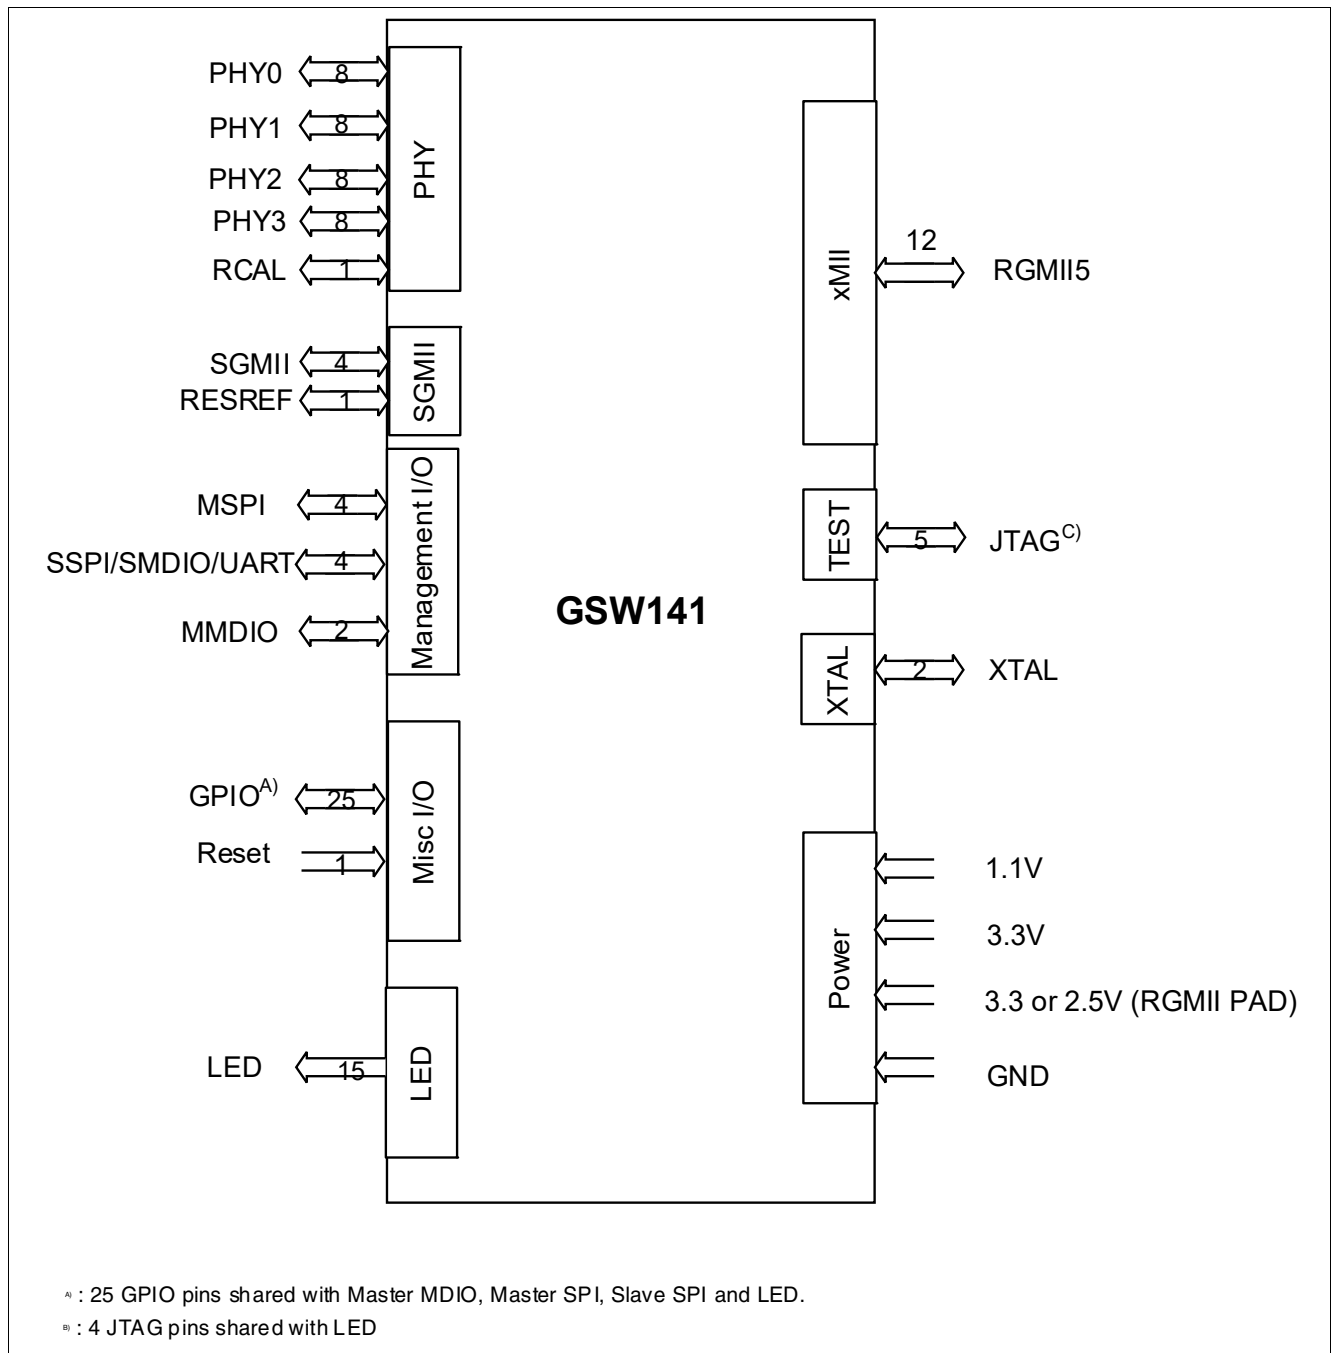 PHY0 8
PHY1 8
PHY2 8
PHY3 8
RCAL 1
PHY
SGMII 4
RESREF 1
SGMII
MSPI 4
SSPI/SMDIO/UART 4
MMDIO 2
Management I/O
GPIO A) 25
Reset 1
Misc I/O
LED 15
LED
GSW141
xMII
12
RGMII5
TEST
5 JTAG C)
XTAL
2 XTAL
Power
1.1V
3.3V
3.3 or 2.5V (RGMII PAD)
GND
A) : 25 GPIO pins shared with Master MDIO, Master SPI, Slave SPI and LED.
B) : 4 JTAG pins shared with LED